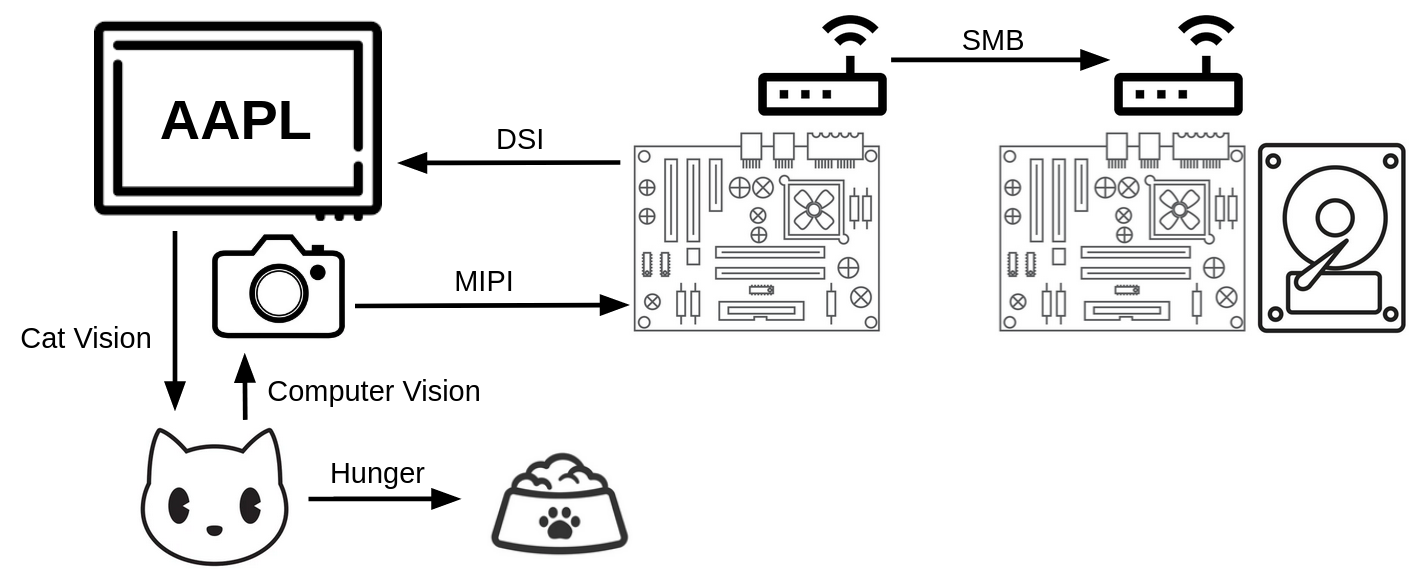 AAPL
DSI
SMB
MIPI
Cat Vision
Computer Vision
Hunger